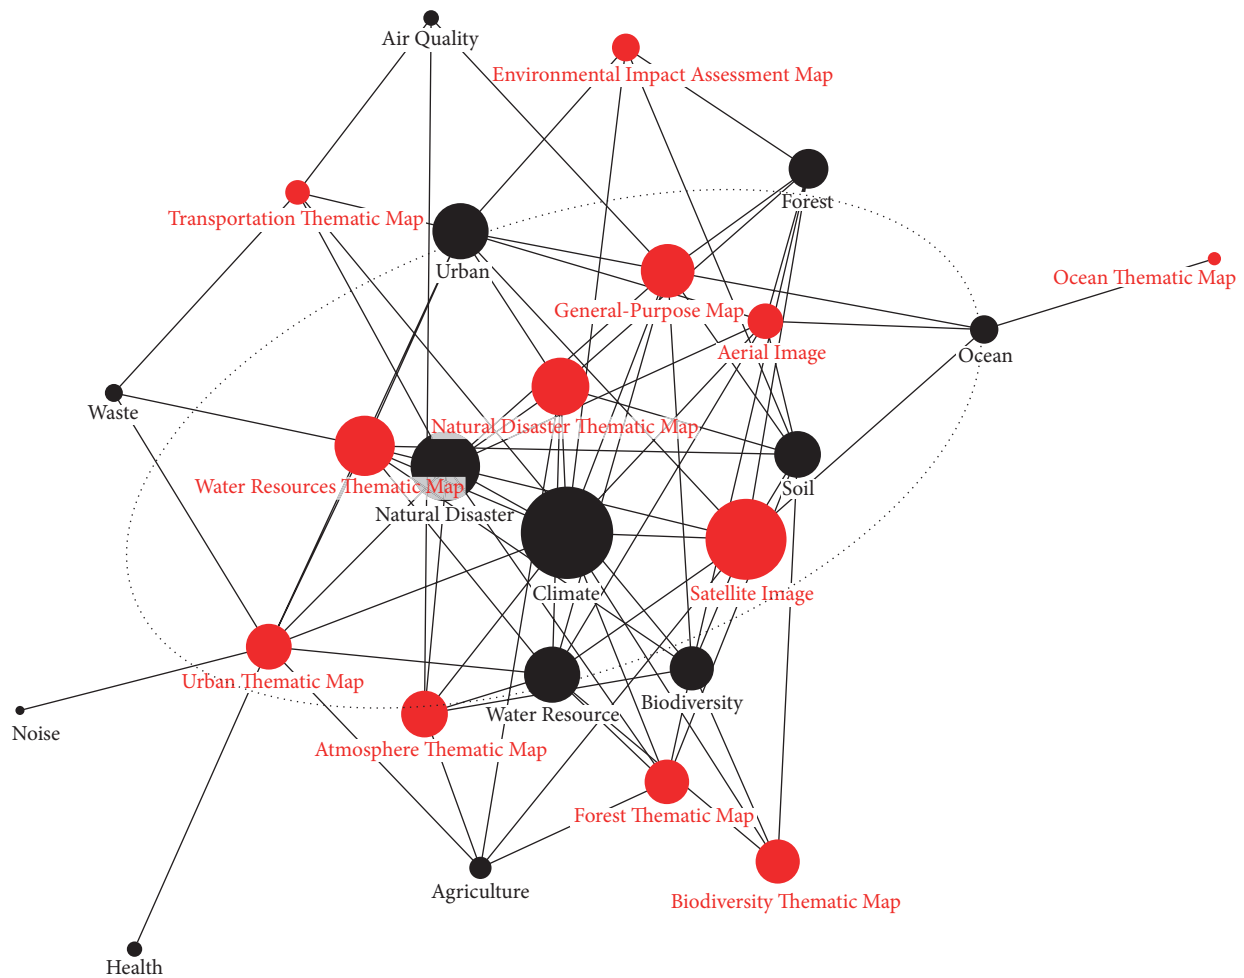 Air Quality
Environmental Impact Assessment Map
Forest
Transportation Thematic Map
Urban
Ocean Thematic Map
General-Purpose Map
Aerial Image
Ocean
Waste
Natural Disaster Thematic Map
Water Resources Thematic Map
Soil
Natural Disaster
Climate
Satellite Image
Urban Thematic Map
Biodiversity
Water Resource
Noise
Atmosphere Thematic Map
Forest Thematic Map
Agriculture
Biodiversity Thematic Map
Health